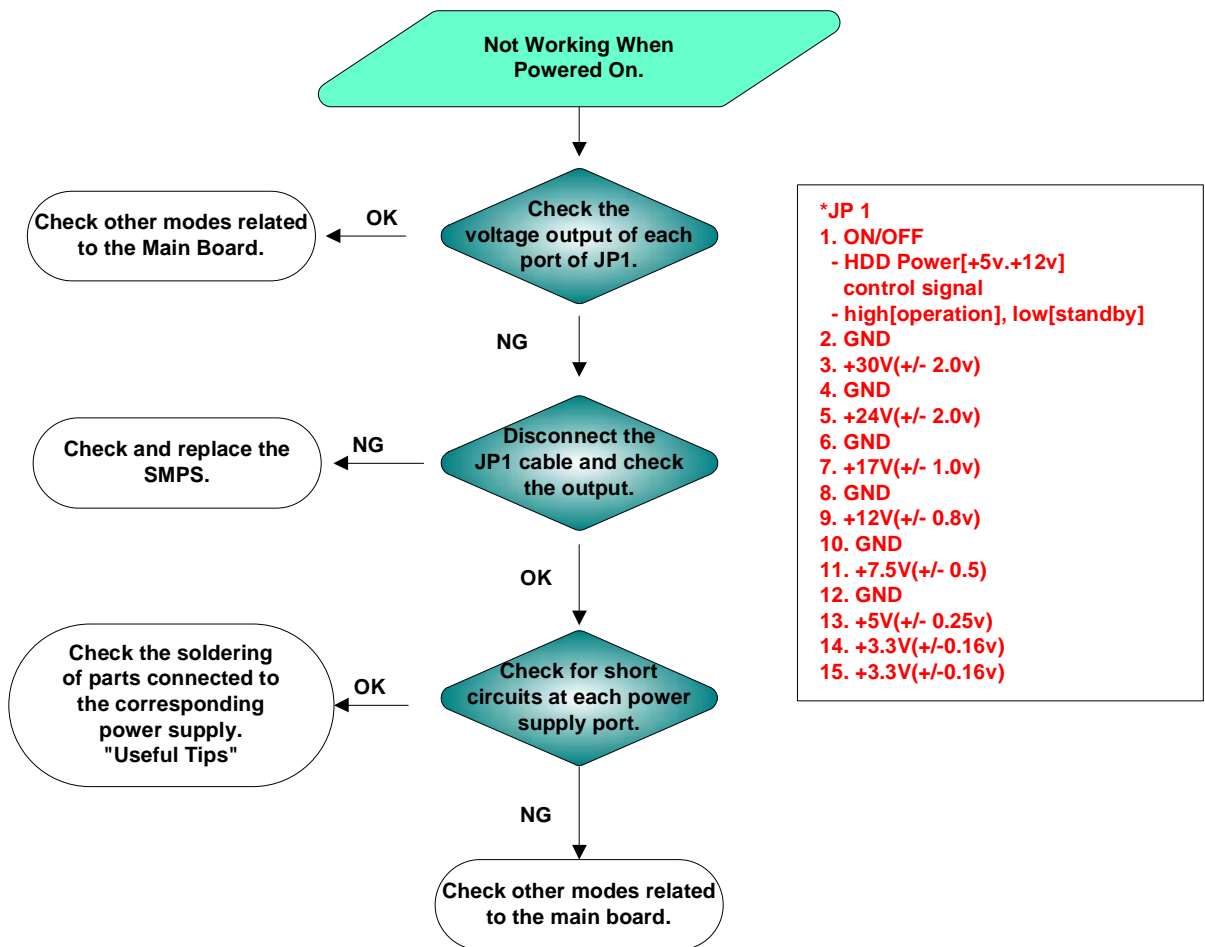 Not Working When
Powered On.
Check the
voltage output of each
port of JP1.
OK
Check other modes related
to the Main Board.
NG
Disconnect the
JP1 cable and check
the output.
NG
Check and replace the
SMPS.
OK
Check for short
circuits at each power
supply port.
OK
Check the soldering
of parts connected to
the corresponding
power supply.
"Useful Tips"
NG
Check other modes related
to the main board.
*JP 1
1. ON/OFF
- HDD Power[+5v.+12v]
control signal
- high[operation], low[standby]
2. GND
3. +30V(+/- 2.0v)
4. GND
5. +24V(+/- 2.0v)
6. GND
7. +17V(+/- 1.0v)
8. GND
9. +12V(+/- 0.8v)
10. GND
11. +7.5V(+/- 0.5)
12. GND
13. +5V(+/- 0.25v)
14. +3.3V(+/-0.16v)
15. +3.3V(+/-0.16v)